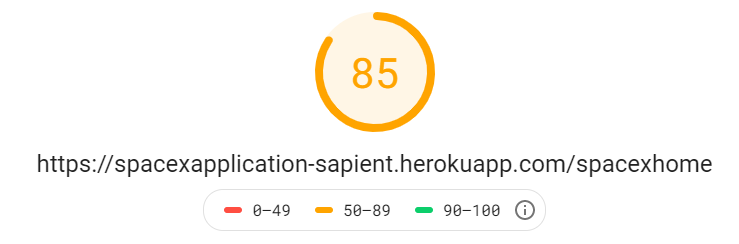 85
https://spacexapplication-sapient.herokuapp.com/spacexhome
0–49 50–89 90–100